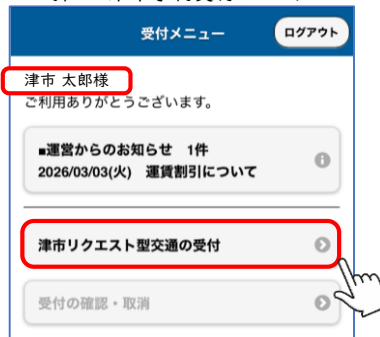 受付メニュー
ログアウト
津市 太郎様
ご利用ありがとうございます。
■運営からのお知らせ 1件
2026/03/03(火) 運賃割引について
津市リクエスト型交通の受付
受付の確認・取消